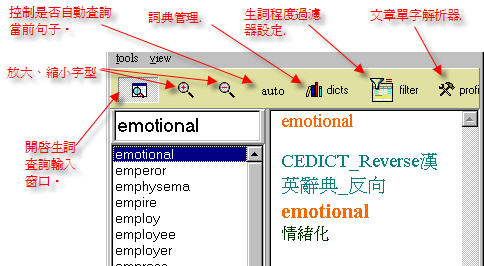 控制是否自動查詢
當前句子。
詞典管理.
生詞程度過濾
器設定.
文章單字解析器.
放大、縮小字型
開啓生詞
查詢輸入
窗口。
tools view
auto
dicts
filter
profi
emotional
emotional
emperor
emphysema
empire
employ
employee
employer
emotional
CEDICT_Reverse漢
英辭典_反向
emotional
情緒化